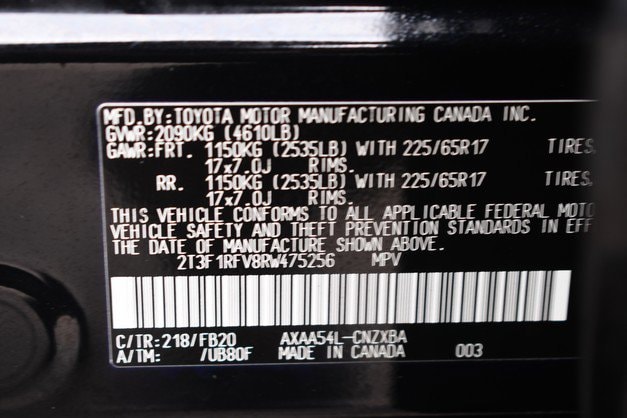 MFD.BY:TOYOTA MOTOR MANUFACTURING CANADA INC.
GVWR:2090KG (4610LB)
GAWR:FRT. 1150KG (2535LB) WITH 225/65R17 TIRES,
17x7.0J RIMS.
RR. 1150KG (2535LB) WITH 225/65R17 TIRES,
17x7.0J RIMS.
THIS VEHICLE CONFORMS TO ALL APPLICABLE FEDERAL MOTO
VEHICLE SAFETY AND THEFT PREVENTION STANDARDS IN EFF
THE DATE OF MANUFACTURE SHOWN ABOVE.
2T3F1RFV8RW475256 MPV
C/TR:218/FB20 AXAA54L-CNZXBA
A/TM: /UB80F MADE IN CANADA 003